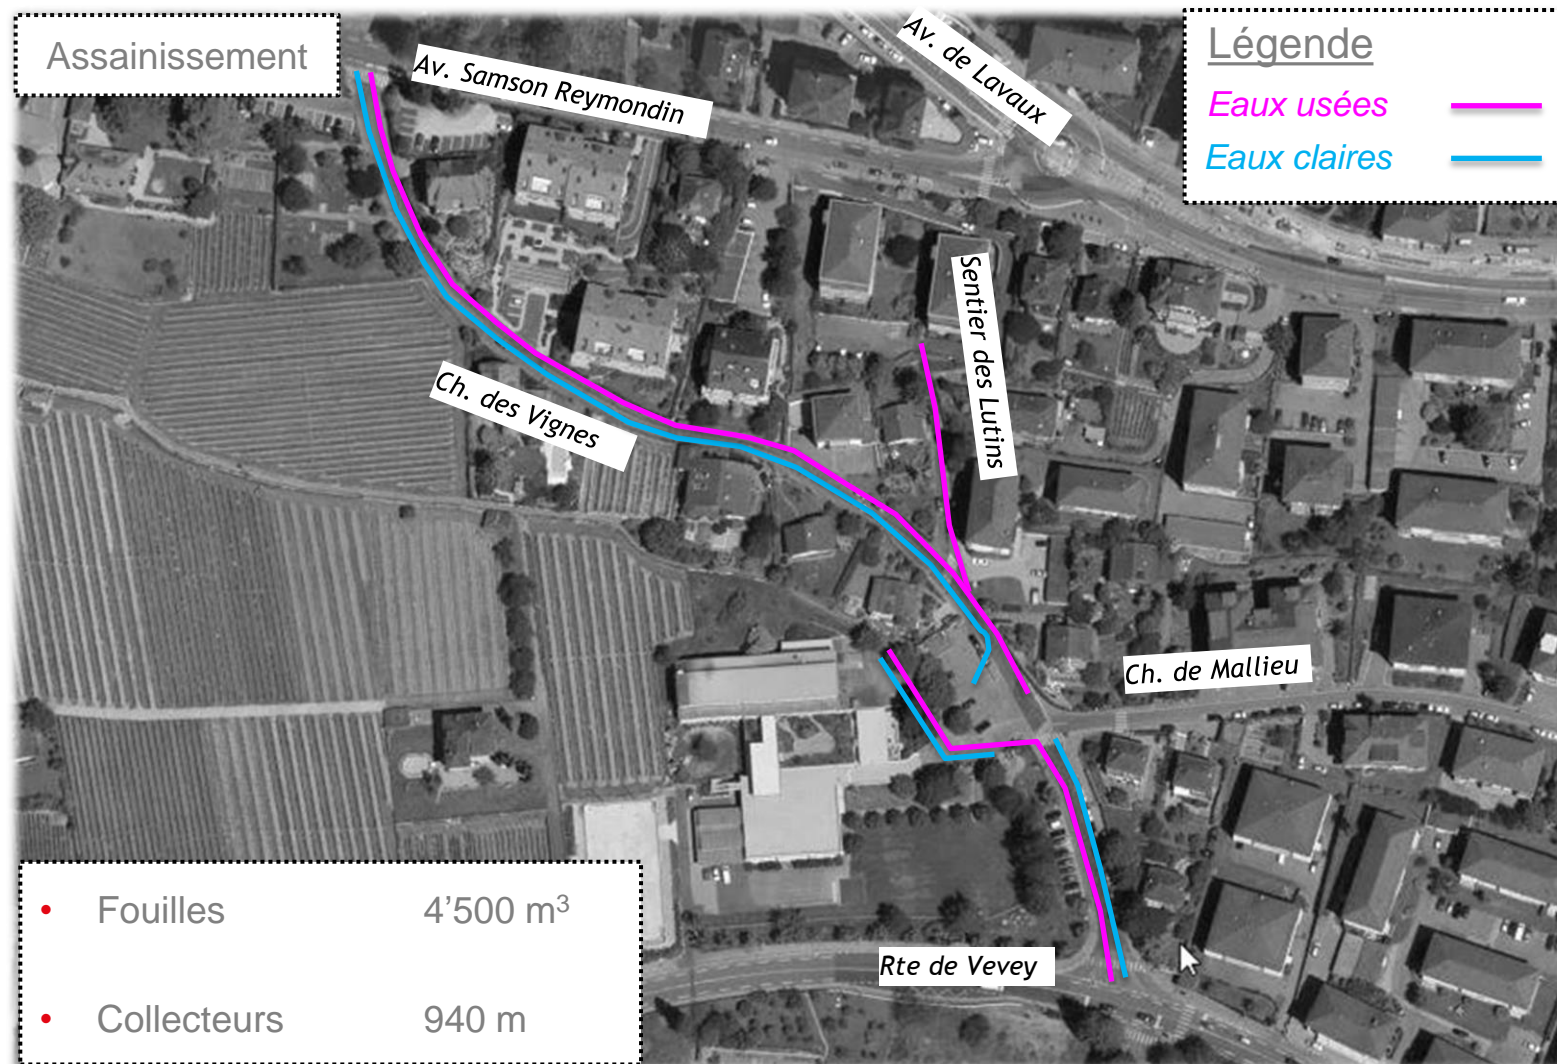 Assainissement
Av. Samson Reymondin
Av. de Lavaux
Légende
Eaux usées
Eaux claires
Sentier des Lutins
Ch. des Vignes
Ch. de Mallieu
Rte de Vevey
• Fouilles 4’500 m³
• Collecteurs 940 m